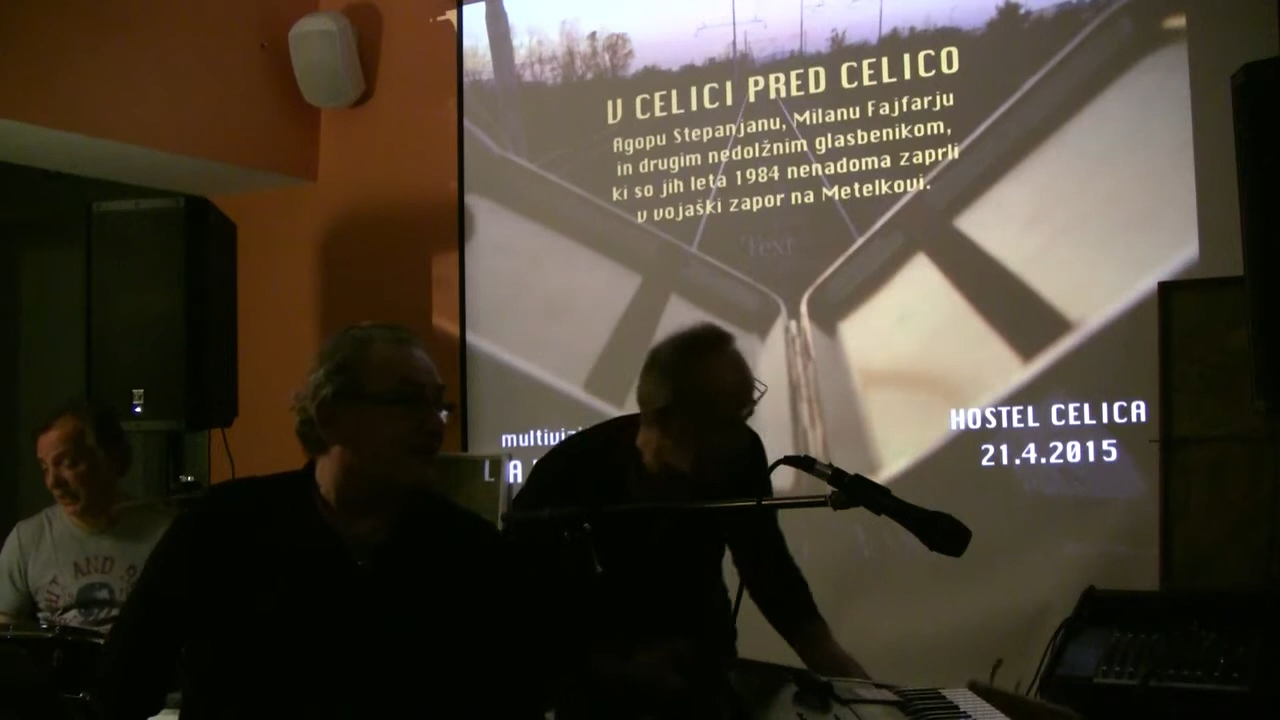 V CELICI PRED CELICO
Agopu Stepanjanu, Milanu Fajfarju
in drugim nedolžnim glasbenikom,
ki so jih leta 1984 nenadoma zaprli
v vojaški zapor na Metelkovi.
Text
HOSTEL CELICA
21.4.2015
AND